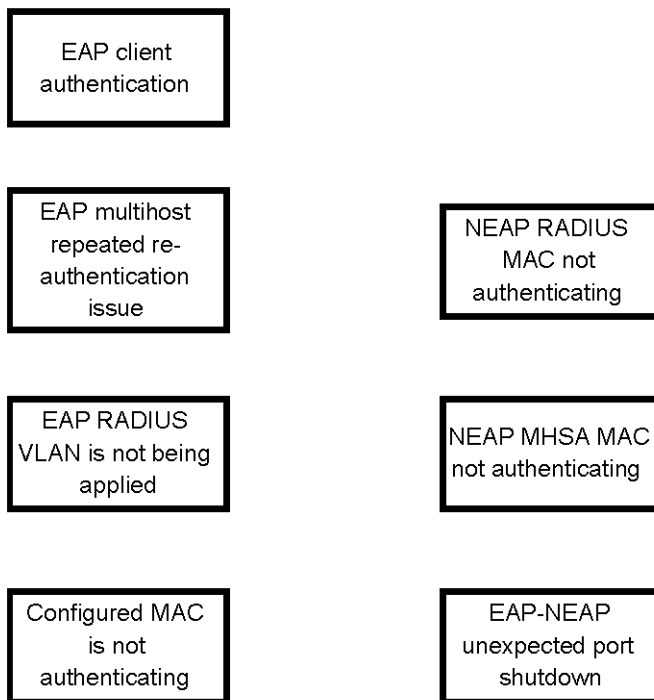 EAP client
authentication
EAP multihost
repeated re-
authentication
issue
NEAP RADIUS
MAC not
authenticating
EAP RADIUS
VLAN is not being
applied
NEAP MHSA MAC
not authenticating
Configured MAC
is not
authenticating
EAP-NEAP
unexpected port
shutdown